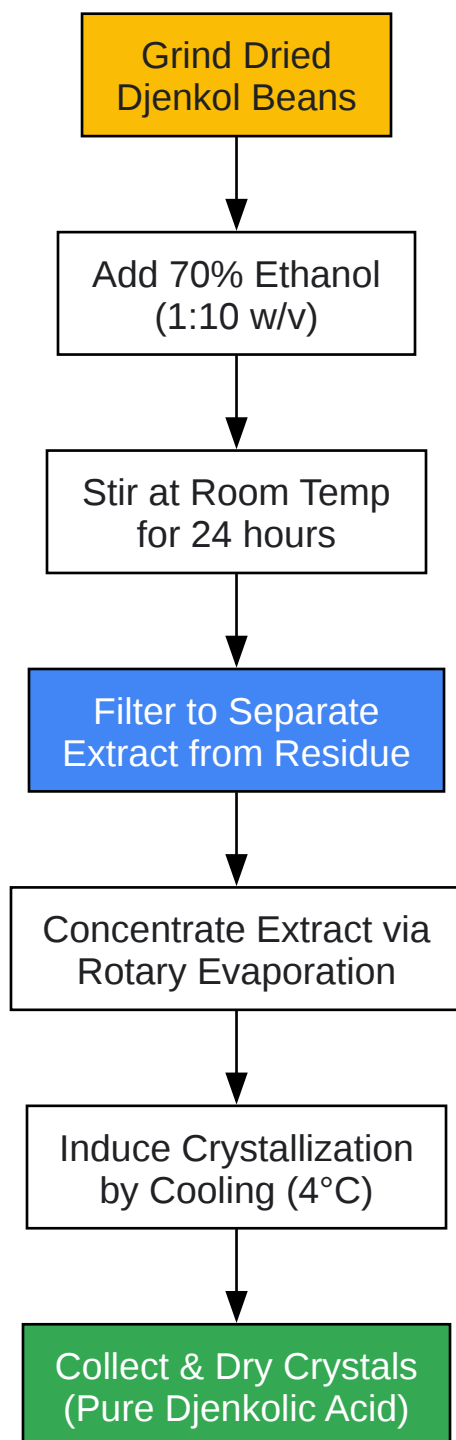 Grind Dried
Djenkol Beans
Add 70% Ethanol
(1:10 w/v)
Stir at Room Temp
for 24 hours
Filter to Separate
Extract from Residue
Concentrate Extract via
Rotary Evaporation
Induce Crystallization
by Cooling (4°C)
Collect & Dry Crystals
(Pure Djenkolic Acid)